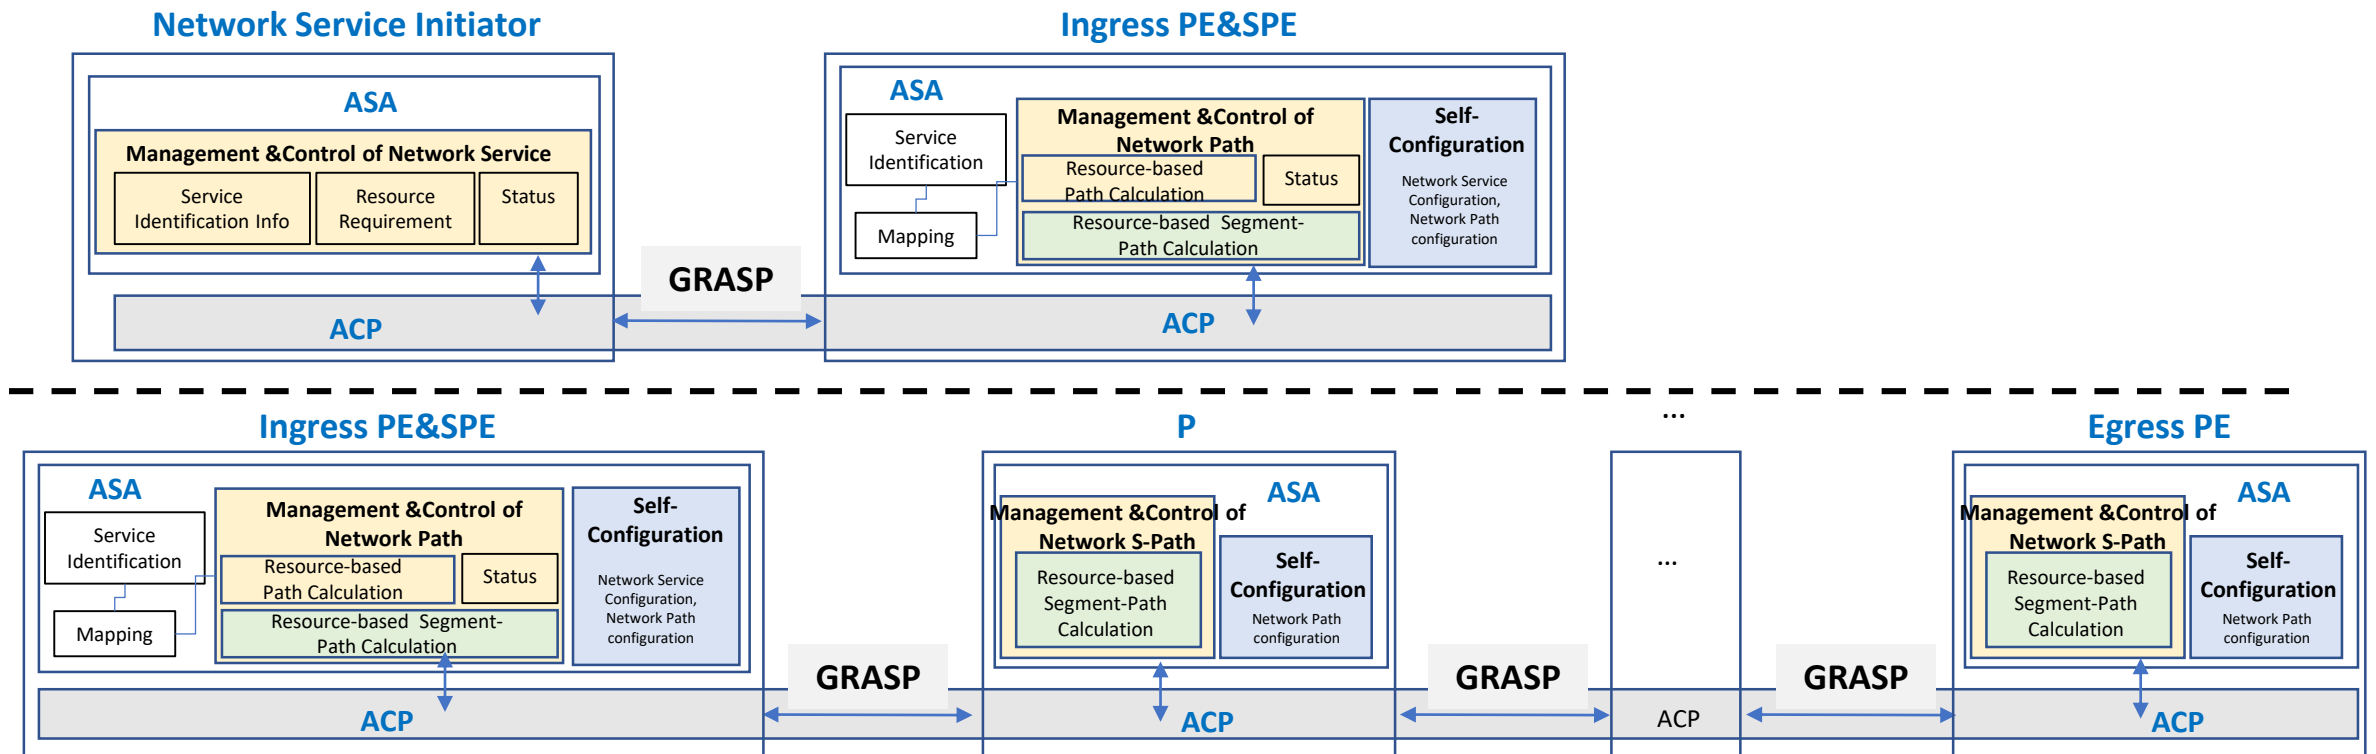 Network Service Initiator
ASA
Management &Control of Network Service
Service
Identification Info
Resource
Requirement
Status
ACP
GRASP
Ingress PE&SPE
ASA
Service
Identification
Mapping
Management &Control of
Network Path
Resource-based
Path Calculation
Status
Resource-based Segment-
Path Calculation
Self-
Configuration
Network Service
Configuration,
Network Path
configuration
ACP
Ingress PE&SPE
ASA
Service
Identification
Mapping
Management &Control of
Network Path
Resource-based
Path Calculation
Status
Resource-based Segment-
Path Calculation
Self-
Configuration
Network Service
Configuration,
Network Path
configuration
ACP
GRASP
P
ASA
Management &Control of
Network S-Path
Resource-based
Segment-Path
Calculation
Self-
Configuration
Network Path
configuration
ACP
GRASP
...
...
ACP
GRASP
Egress PE
ASA
Management &Control of
Network S-Path
Resource-based
Segment-Path
Calculation
Self-
Configuration
Network Path
configuration
ACP